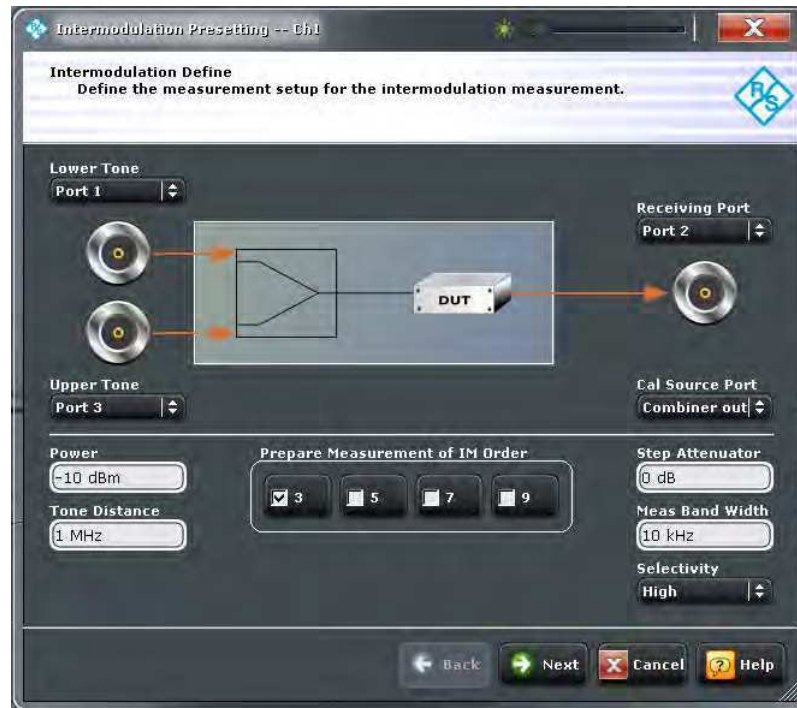 Intermodulation Presetting -- Ch1
Intermodulation Define
Define the measurement setup for the intermodulation measurement.
R&S
Lower Tone
Port 1
Receiving Port
Port 2
DUT
Upper Tone
Port 3
Cal Source Port
Combiner out
Power
-10 dBm
Prepare Measurement of IM Order
3
5
7
9
Step Attenuator
0 dB
Tone Distance
1 MHz
Meas Band Width
10 kHz
Selectivity
High
Back
Next
Cancel
Help